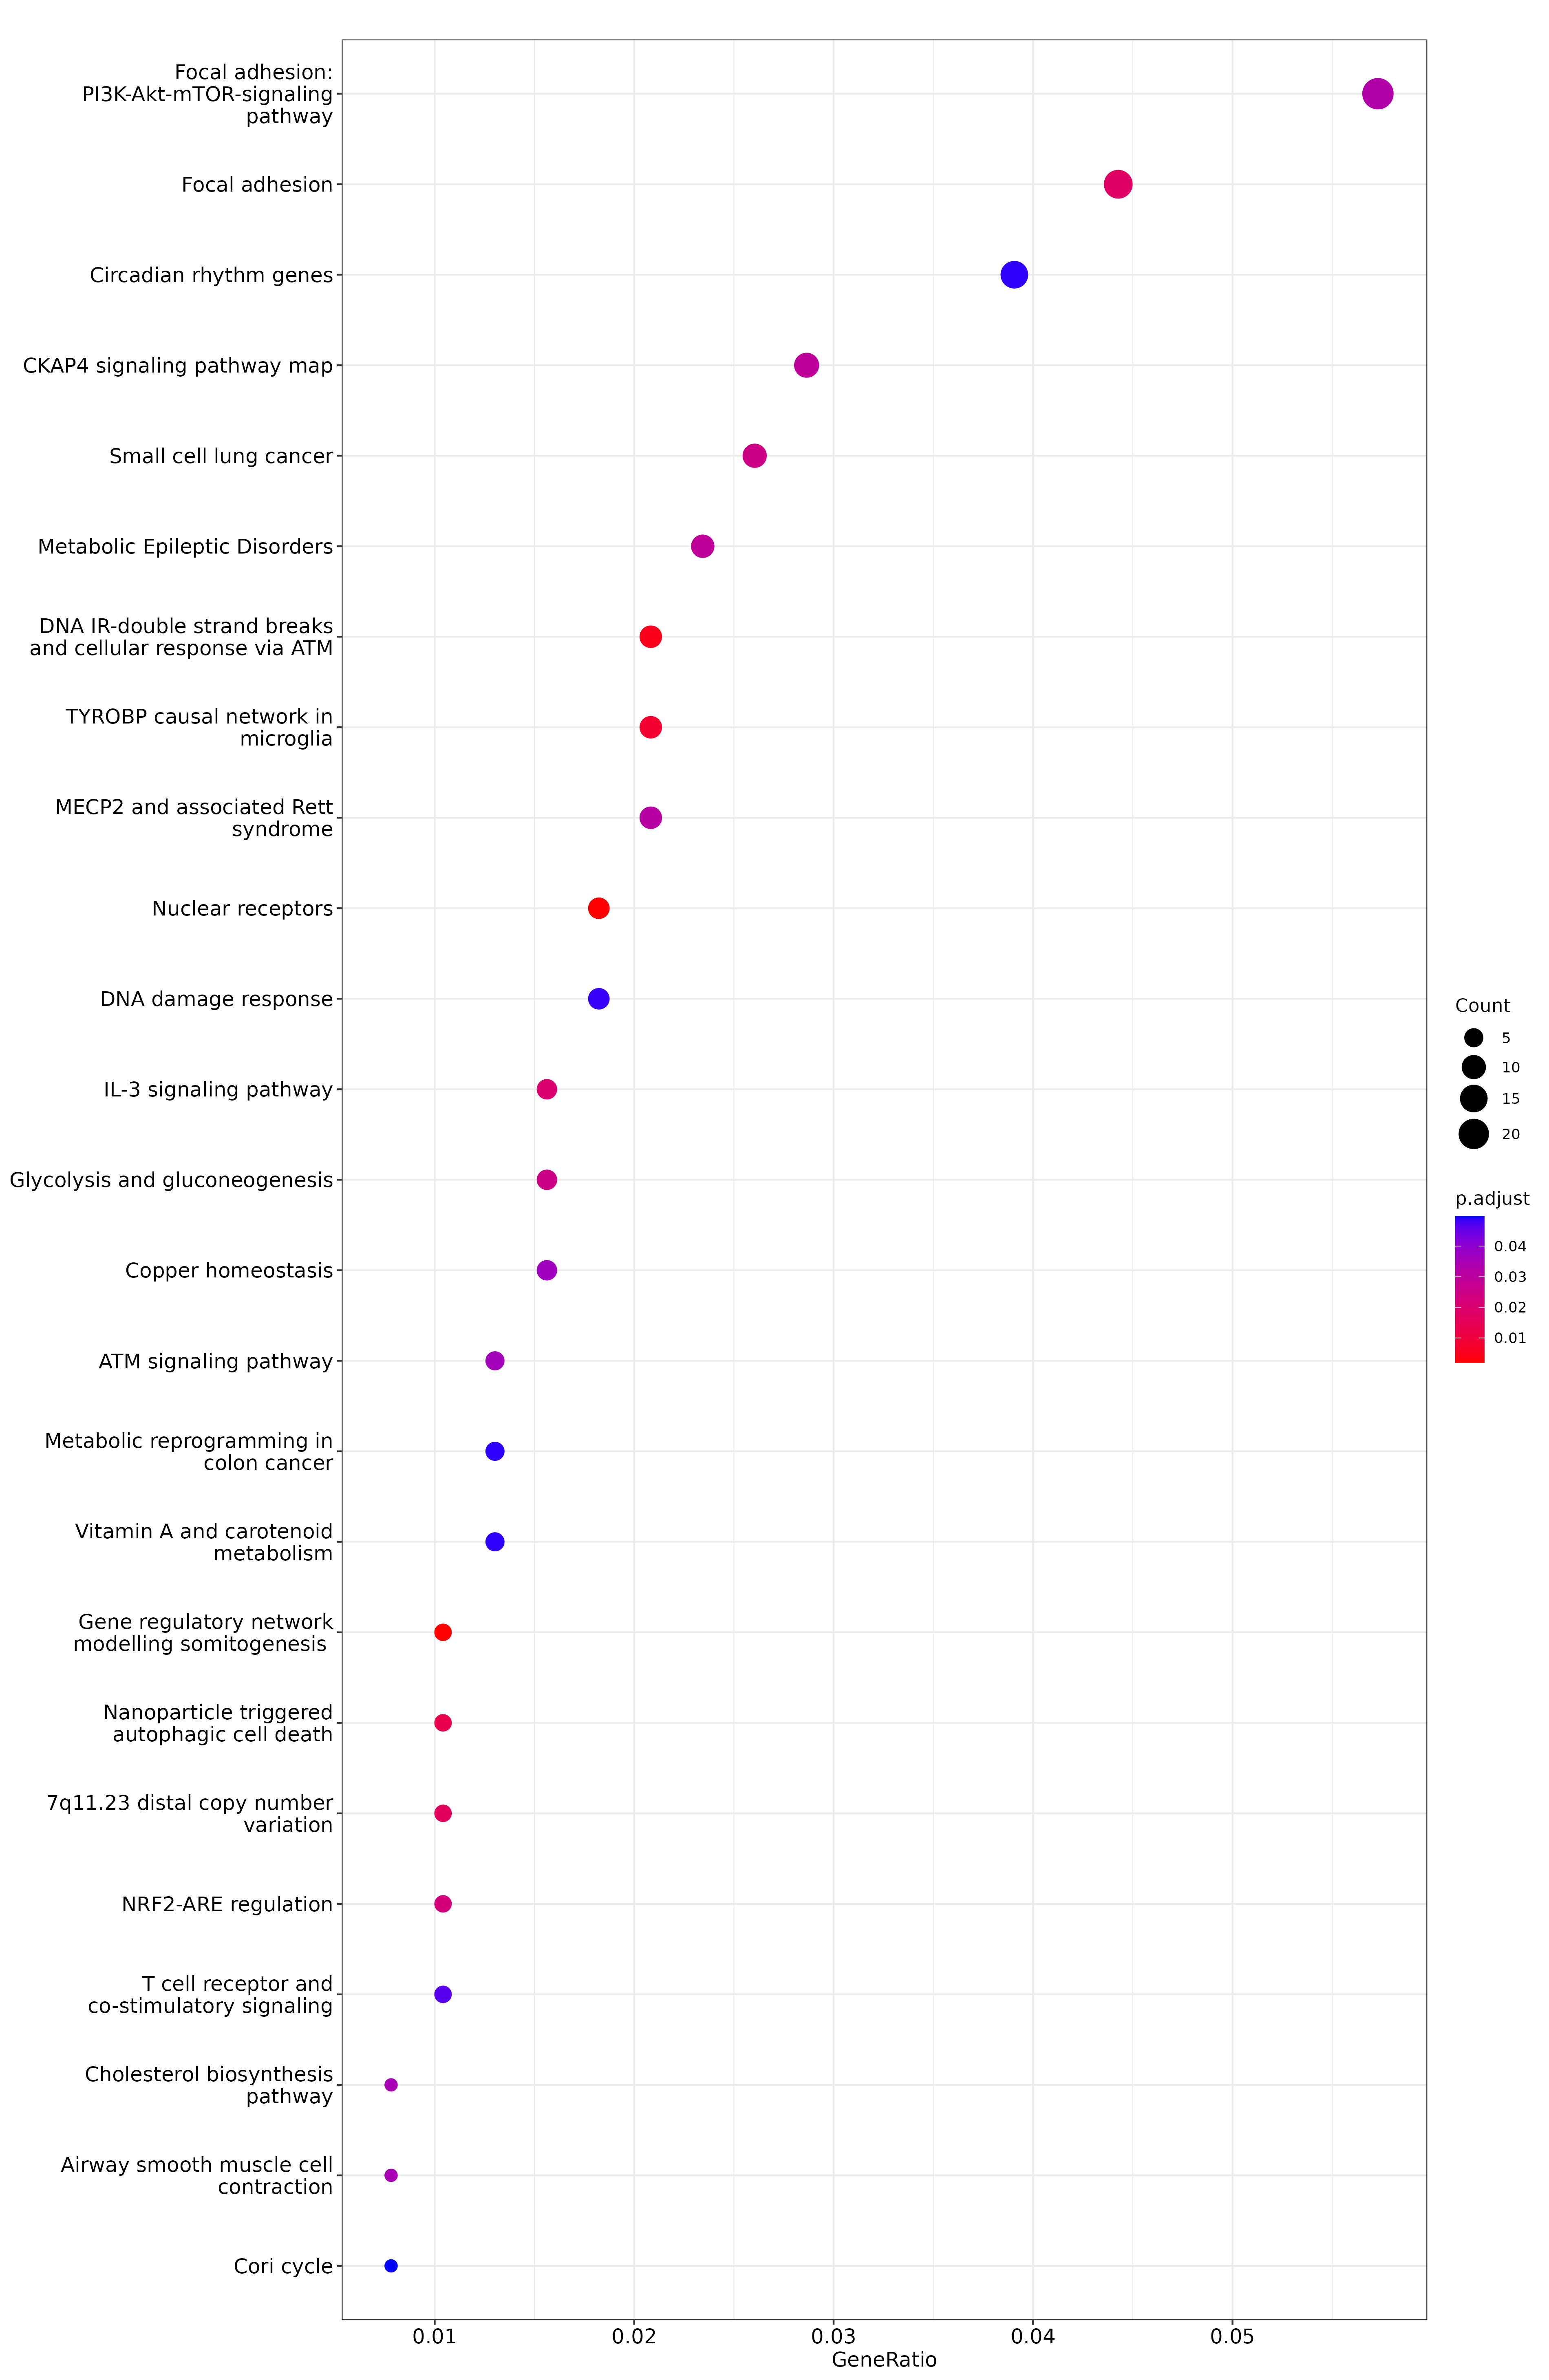 Focal adhesion:
PI3K-Akt-mTOR-signaling
pathway
Focal adhesion
Circadian rhythm genes
CKAP4 signaling pathway map
Small cell lung cancer
Metabolic Epileptic Disorders
DNA IR-double strand breaks
and cellular response via ATM
TYROBP causal network in
microglia
MECP2 and associated Rett
syndrome
Nuclear receptors
DNA damage response
IL-3 signaling pathway
Glycolysis and gluconeogenesis
Copper homeostasis
ATM signaling pathway
Metabolic reprogramming in
colon cancer
Vitamin A and carotenoid
metabolism
Gene regulatory network
modelling somitogenesis
Nanoparticle triggered
autophagic cell death
7q11.23 distal copy number
variation
NRF2-ARE regulation
T cell receptor and
co-stimulatory signaling
Cholesterol biosynthesis
pathway
Airway smooth muscle cell
contraction
Cori cycle
0.01 0.02 0.03 0.04 0.05
GeneRatio
Count
5
10
15
20
p.adjust
0.04
0.03
0.02
0.01